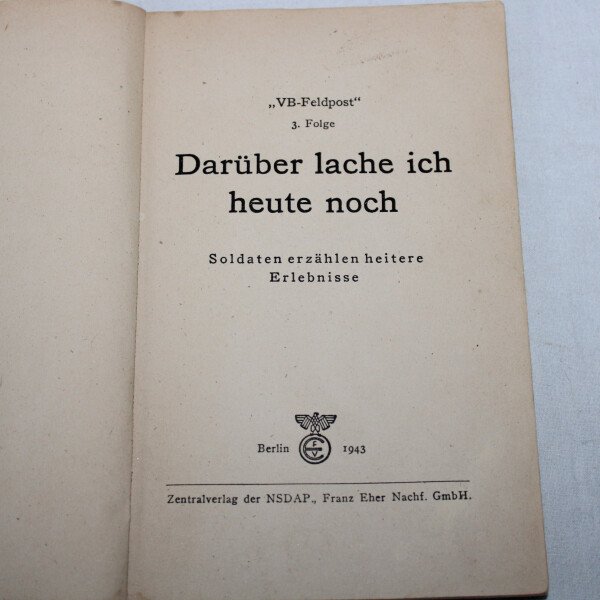 „VB-Feldpost“
3. Folge
Darüber lache ich
heute noch
Soldaten erzählen heitere
Erlebnisse
Berlin FEV 1943
Zentralverlag der NSDAP., Franz Eher Nachf. GmbH.